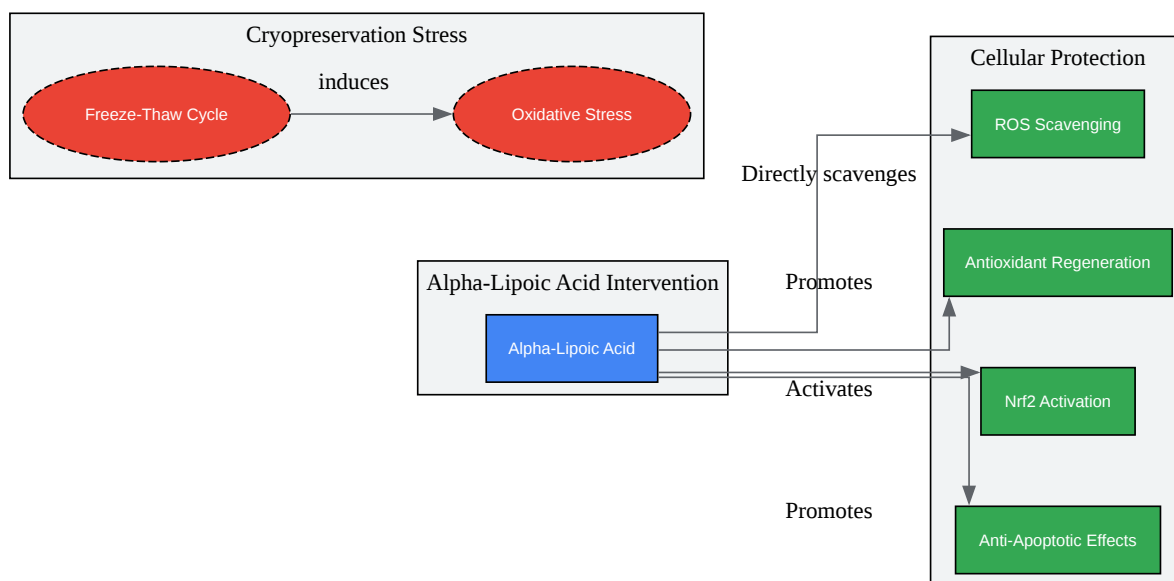 Cryopreservation Stress
induces
Freeze-Thaw Cycle
Oxidative Stress
Cellular Protection
ROS Scavenging
Directly scavenges
Antioxidant Regeneration
Alpha-Lipoic Acid Intervention
Promotes
Alpha-Lipoic Acid
Activates
Nrf2 Activation
Promotes
Anti-Apoptotic Effects